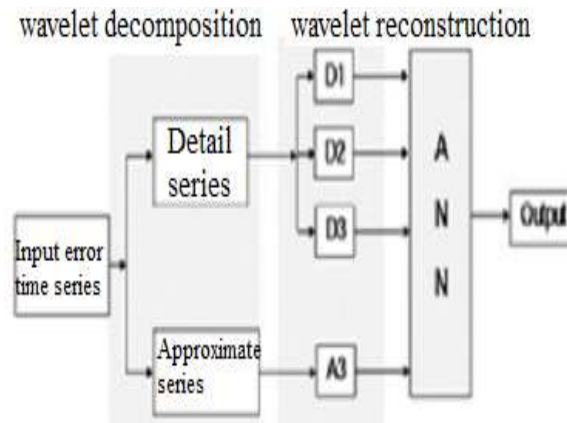 wavelet decomposition
wavelet reconstruction
Input error
time series
Detail
series
Approximate
series
D1
D2
D3
A3
A
N
N
Output